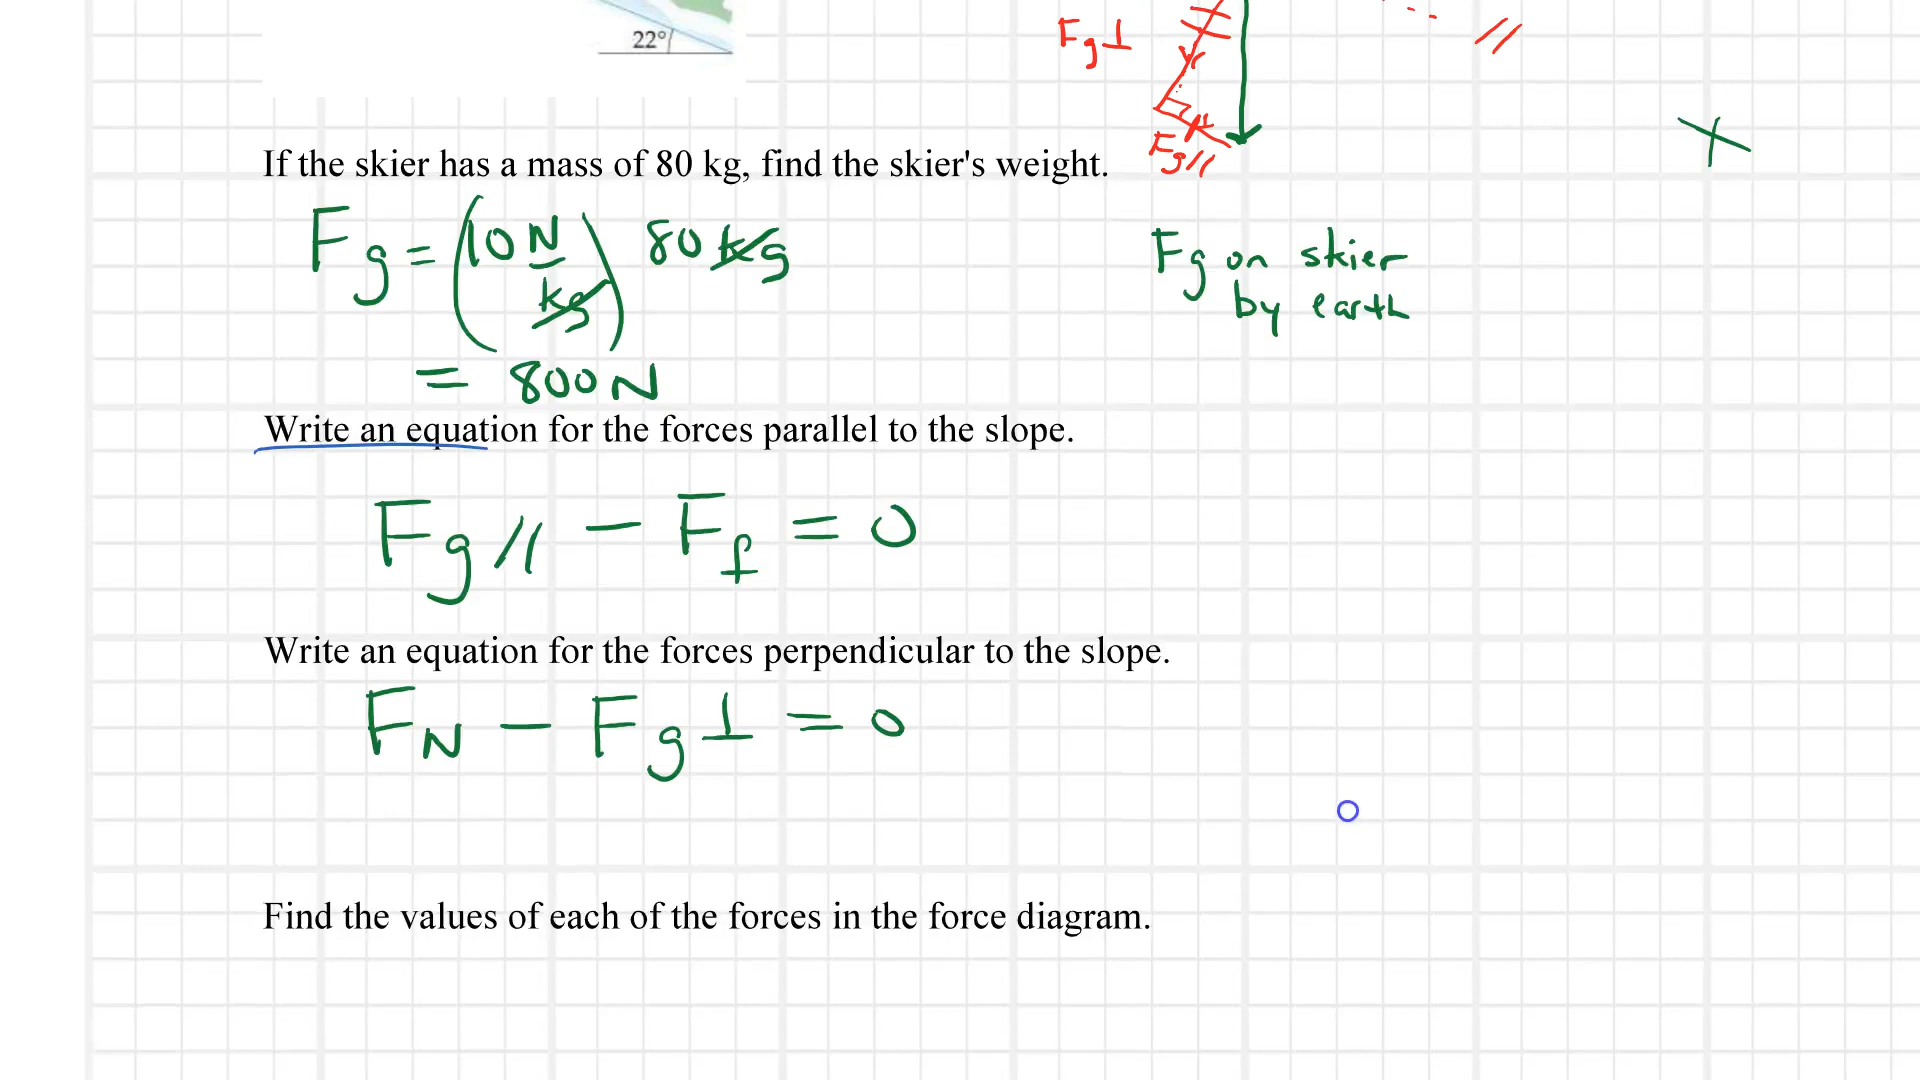 22°
Fg⊥
//
Fg//
If the skier has a mass of 80 kg, find the skier's weight.
Fg = (10 N/kg) 80 kg
= 800 N
Fg on skier
by earth
Write an equation for the forces parallel to the slope.
Fg// - Ff = 0
Write an equation for the forces perpendicular to the slope.
FN - Fg⊥ = 0
Find the values of each of the forces in the force diagram.